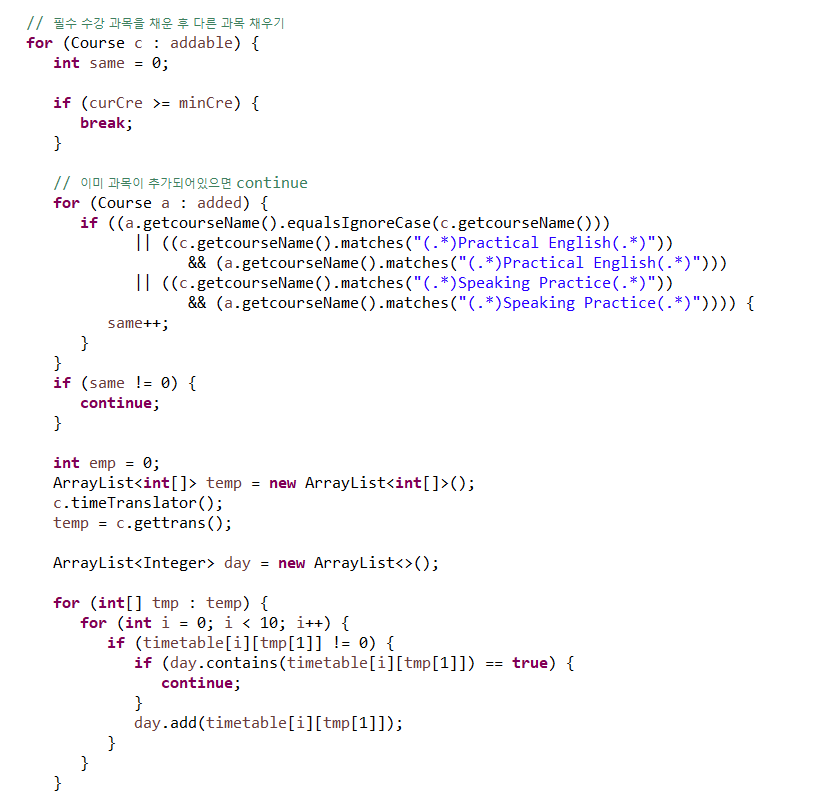 // 필수 수강 과목을 채운 후 다른 과목 채우기
for (Course c : addable) {
int same = 0;
if (curCre >= minCre) {
break;
}
// 이미 과목이 추가되어있으면 continue
for (Course a : added) {
if ((a.getcourseName().equalsIgnoreCase(c.getcourseName()))
|| ((c.getcourseName().matches("(.*)Practical English(.*)"))
&& (a.getcourseName().matches("(.*)Practical English(.*)")))
|| ((c.getcourseName().matches("(.*)Speaking Practice(.*)"))
&& (a.getcourseName().matches("(.*)Speaking Practice(.*)")))) {
same++;
}
}
if (same != 0) {
continue;
}
int emp = 0;
ArrayList<int[]> temp = new ArrayList<int[]>();
c.timeTranslator();
temp = c.gettrans();
ArrayList<Integer> day = new ArrayList<>();
for (int[] tmp : temp) {
for (int i = 0; i < 10; i++) {
if (timetable[i][tmp[1]] != 0) {
if (day.contains(timetable[i][tmp[1]]) == true) {
continue;
}
day.add(timetable[i][tmp[1]]);
}
}
}